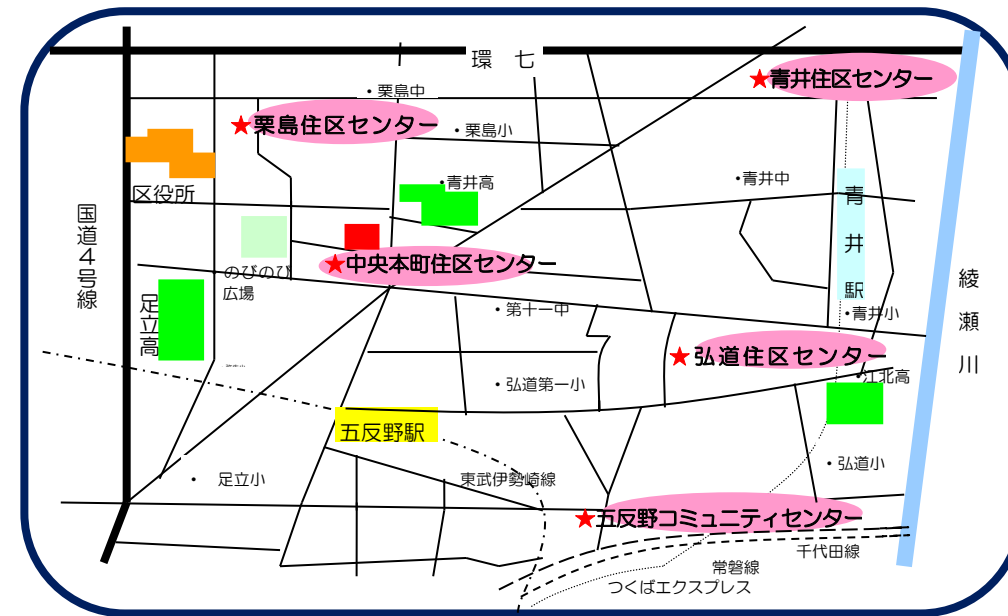 環 七
★青井住区センター
・栗島中
★栗島住区センター
・栗島小
区役所
・青井高
・青井中
青井駅
国道4号線
のびのび
広場
★中央本町住区センター
綾瀬川
足立高
・第十一中
・青井小
★弘道住区センター
・江北高
・弘道第一小
五反野駅
・弘道小
・ 足立小
東武伊勢崎線
★五反野コミュニティセンター
千代田線
常磐線
つくばエクスプレス